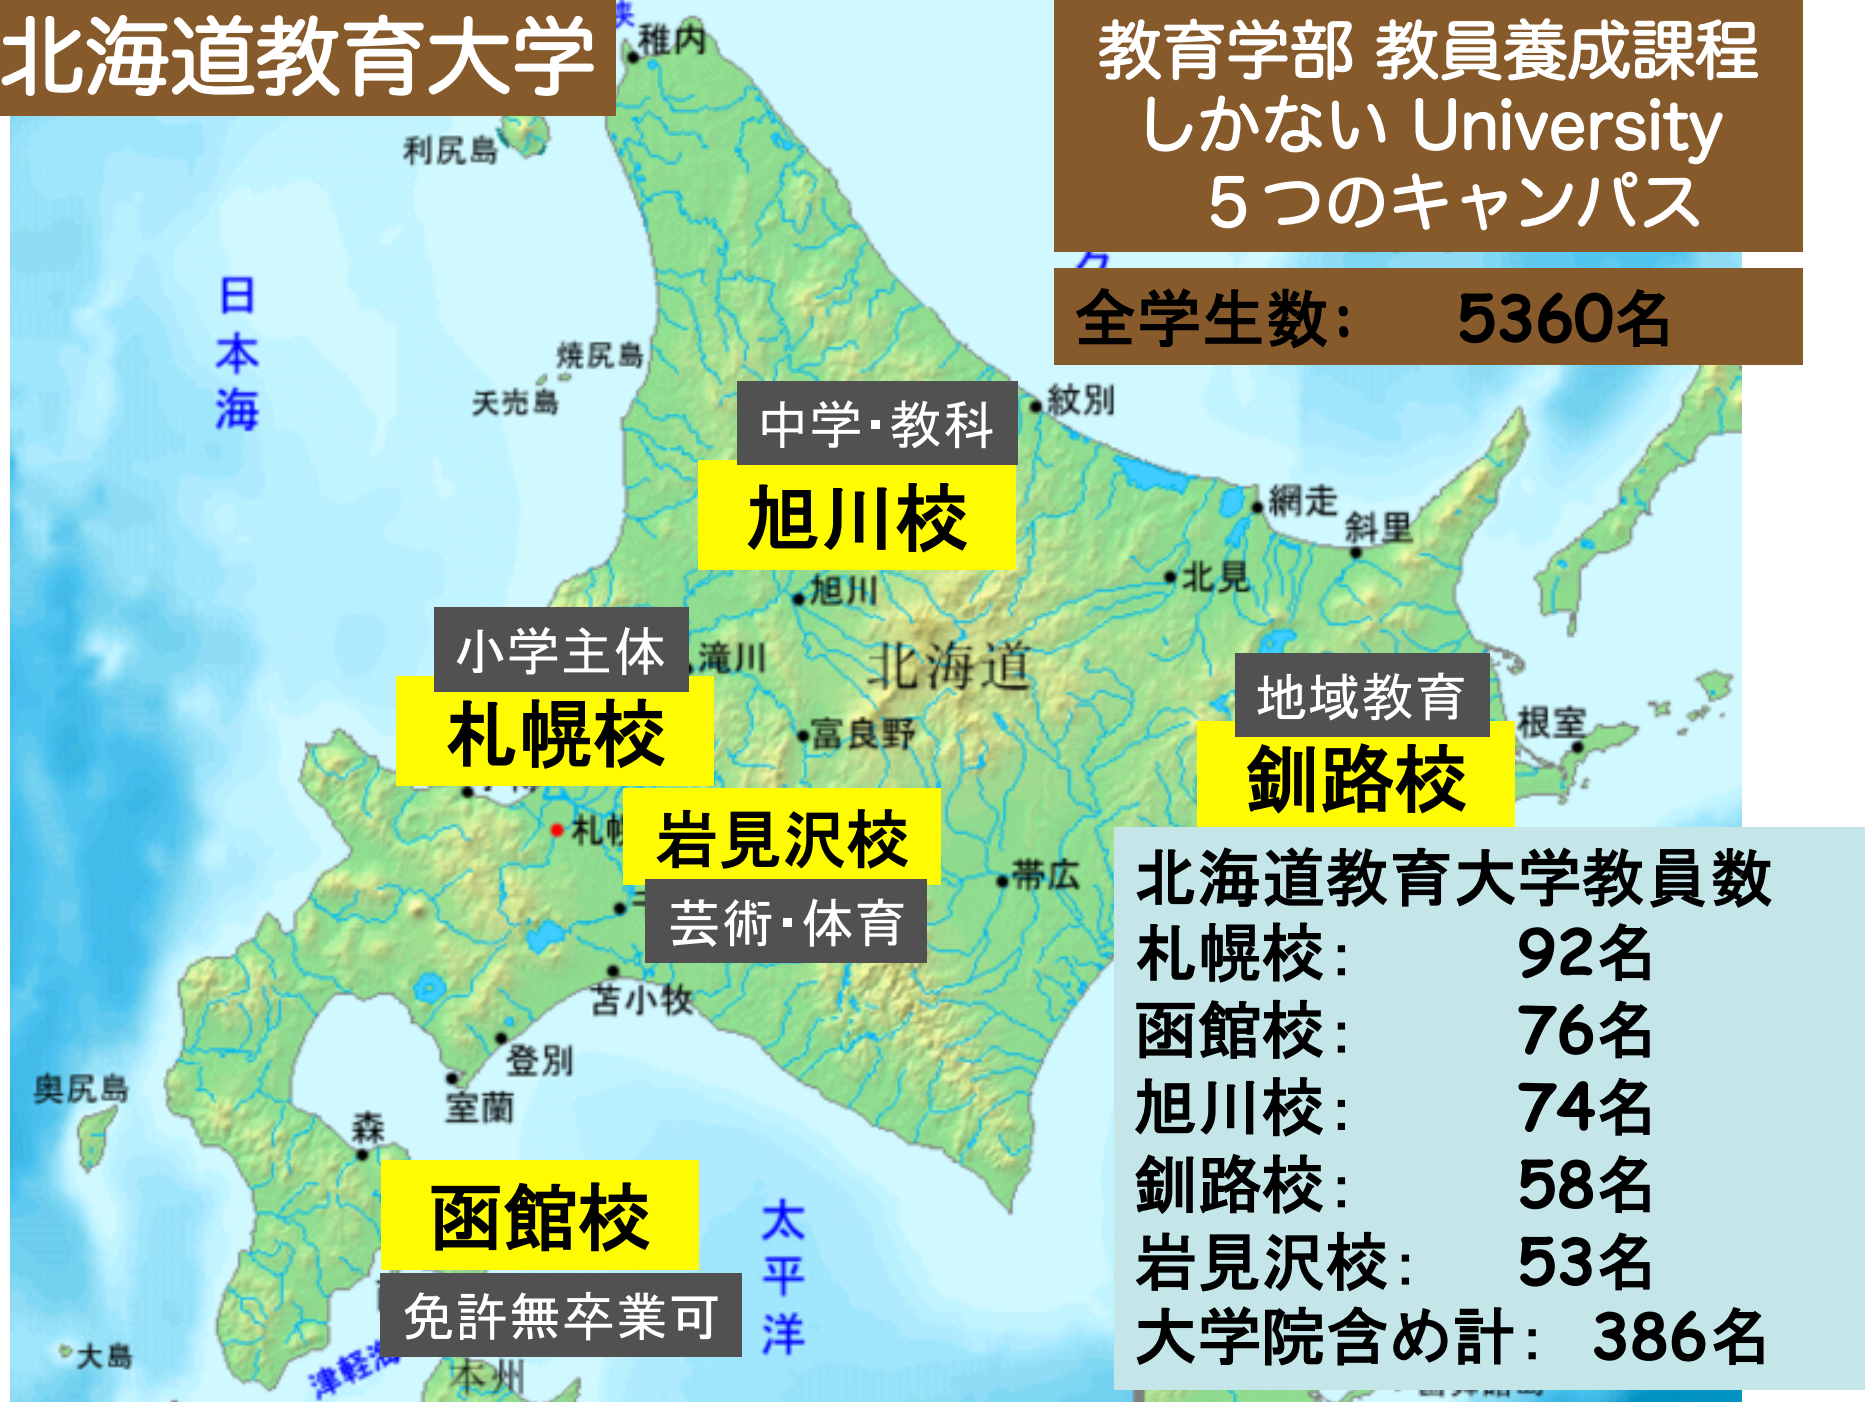 北海道教育大学
教育学部 教員養成課程
しかない University
5つのキャンパス
全学生数： 5360名
稚内
利尻島
日本海
焼尻島
天売島
紋別
中学・教科
旭川校
網走
斜里
北見
旭川
小学主体
札幌校
滝川
北海道
地域教育
釧路校
根室
富良野
岩見沢校
芸術・体育
帯広
苫小牧
登別
室蘭
奥尻島
森
函館校
免許無卒業可
太平洋
大島
本州
北海道教育大学教員数
札幌校： 92名
函館校： 76名
旭川校： 74名
釧路校： 58名
岩見沢校： 53名
大学院含め計： 386名